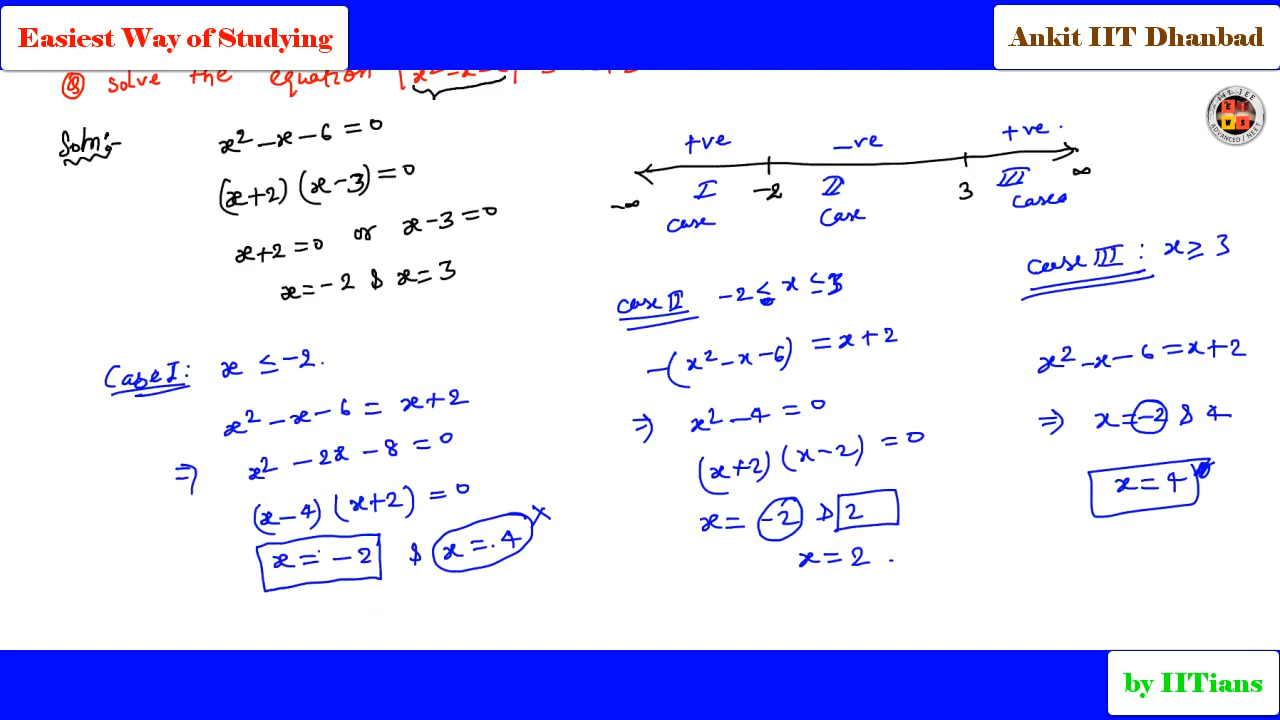 Easiest Way of Studying
Ankit IIT Dhanbad
Q solve the equation
Soln:-
x² - x - 6 = 0
(x+2) (x-3) = 0
x+2 = 0 or x-3 = 0
x = -2 & x = 3
+ve -ve +ve
-∞ -2 3 ∞
I II III
case case cases
Case I: x ≤ -2.
x² - x - 6 = x+2
⇒ x² - 2x - 8 = 0
(x-4) (x+2) = 0
x = -2 & x = 4 ×
Case II -2 ≤ x ≤ 3
-(x² - x - 6) = x+2
⇒ x² - 4 = 0
(x+2) (x-2) = 0
x = -2 & 2
x = 2 .
Case III : x ≥ 3
x² - x - 6 = x+2
⇒ x = -2 & 4
x = 4
by IITians